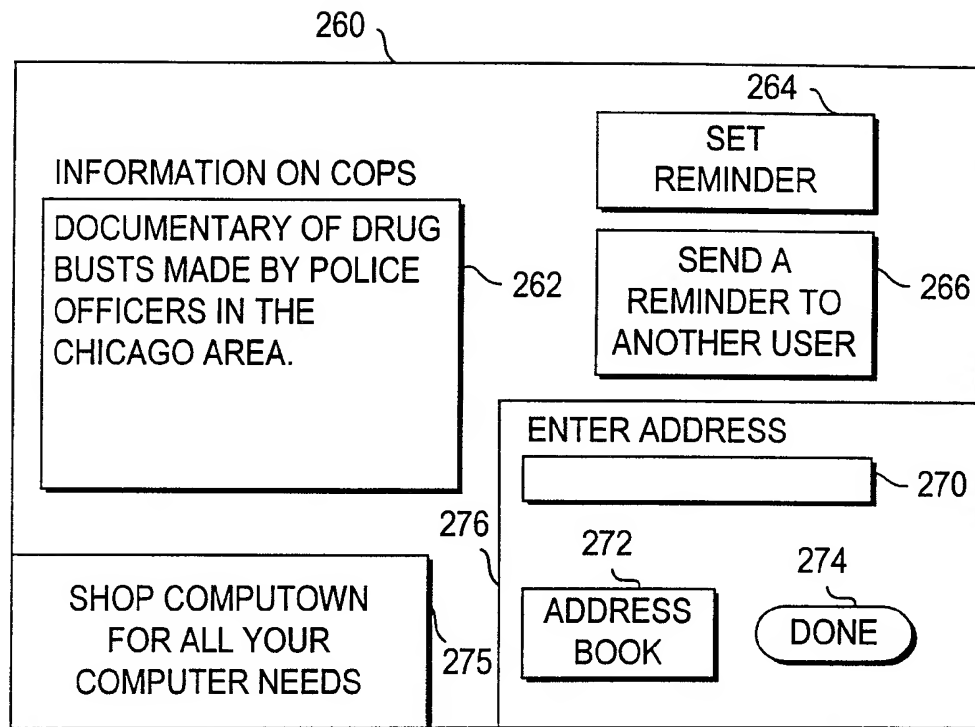 260
264
SET
REMINDER
INFORMATION ON COPS
DOCUMENTARY OF DRUG
BUSTS MADE BY POLICE
OFFICERS IN THE
CHICAGO AREA.
262
SEND A
REMINDER TO
ANOTHER USER
266
ENTER ADDRESS
270
276
272
274
ADDRESS
BOOK
DONE
SHOP COMPUTOWN
FOR ALL YOUR
COMPUTER NEEDS
275